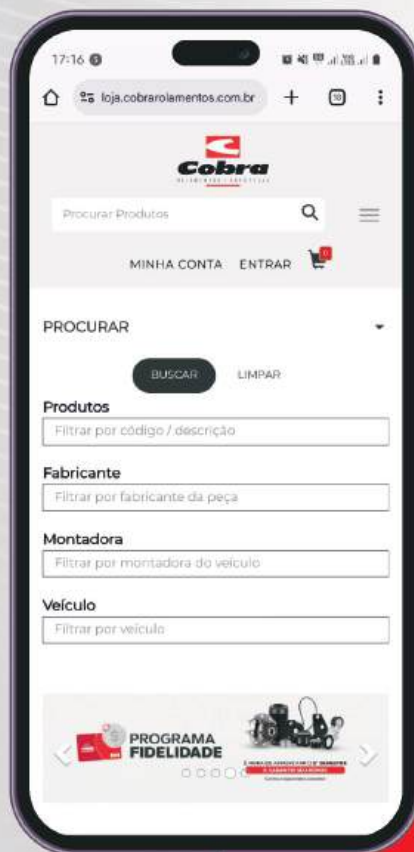 17:16
loja.cobrarolamentos.com.br
10
Cobra
Procurar Produtos
MINHA CONTA ENTRAR
0
PROCURAR
BUSCAR LIMPAR
Produtos
Filtrar por código / descrição
Fabricante
Filtrar por fabricante da peça
Montadora
Filtrar por montadora do veículo
Veículo
Filtrar por veículo
PROGRAMA
FIDELIDADE